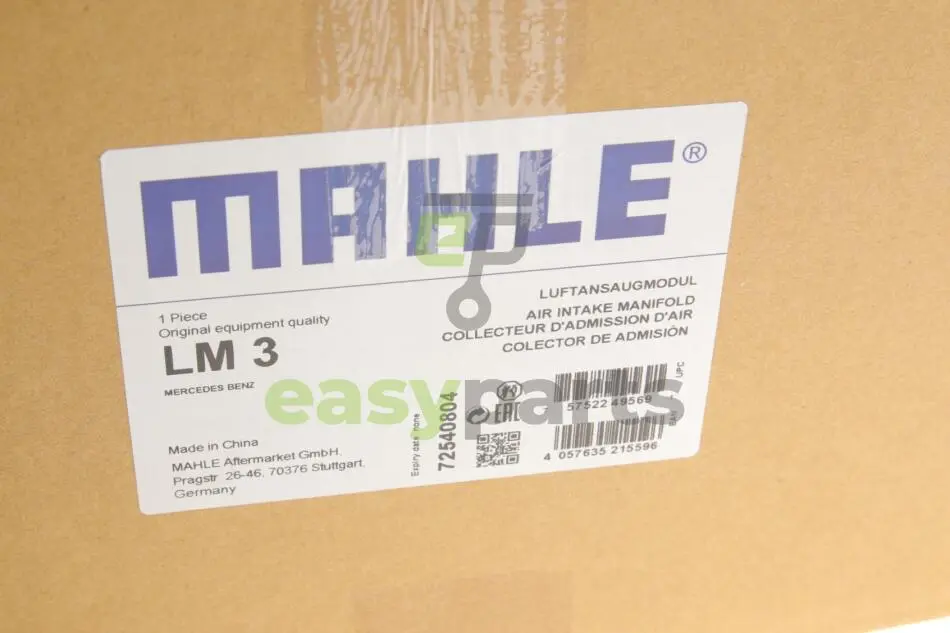 MAHLE®
1 Piece
Original equipment quality
LM 3
MERCEDES BENZ
LUFTANSAUGMODUL
AIR INTAKE MANIFOLD
COLLECTEUR D'ADMISSION D'AIR
COLECTOR DE ADMISIÓN
easyparts
Made in China
MAHLE Aftermarket GmbH.
Pragstr. 26-46, 70376 Stuttgart.
Germany
Expiry date none
72540804
EAC
UPC
57522 49569
EAN
4 057635 215596